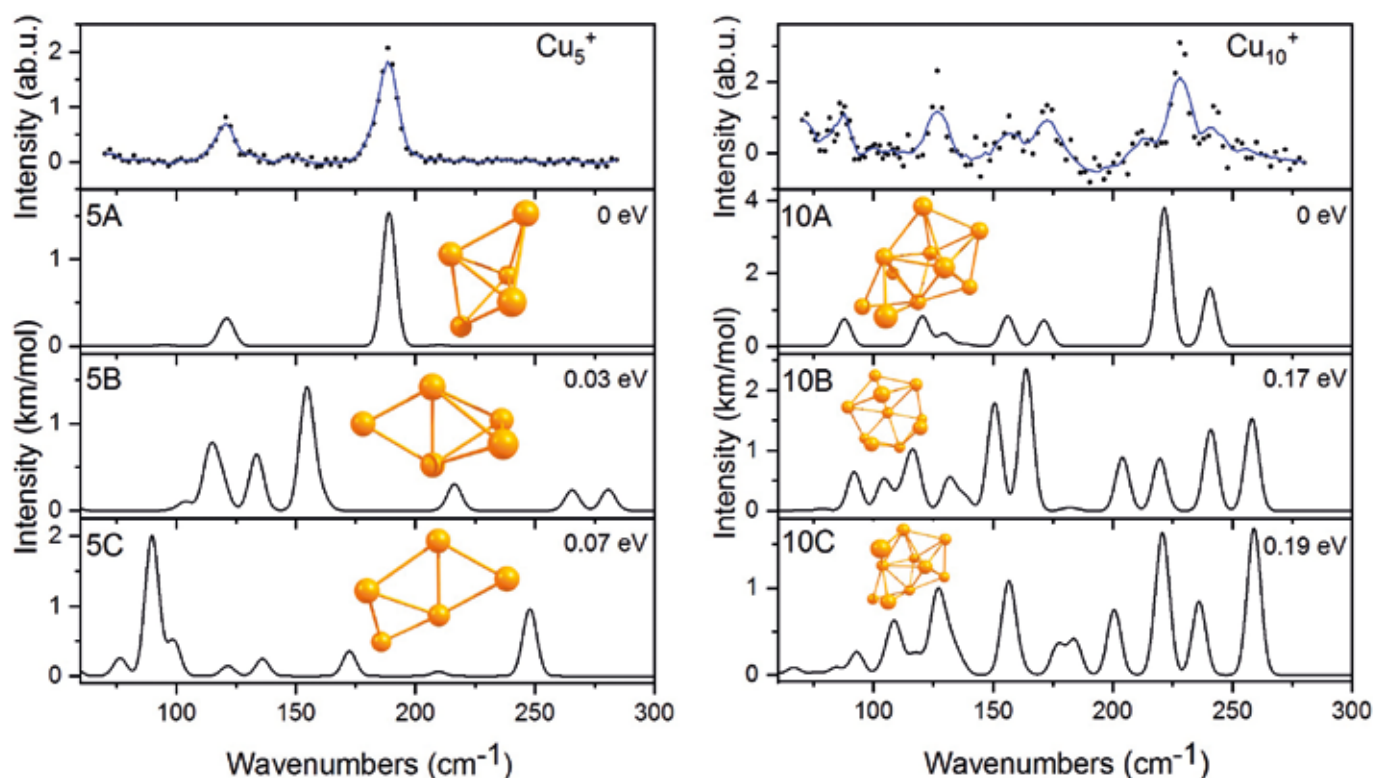 Cu5+
Intensity (ab.u.)
2
1
0
5A
0 eV
1
0
Intensity (km/mol)
5B
0.03 eV
1
0
5C
0.07 eV
2
1
0
100
150
200
250
300
Wavenumbers (cm-1)
Cu10+
Intensity (ab.u.)
2
0
10A
0 eV
4
2
0
Intensity (km/mol)
10B
0.17 eV
2
1
0
10C
0.19 eV
1
0
100
150
200
250
300
Wavenumbers (cm-1)